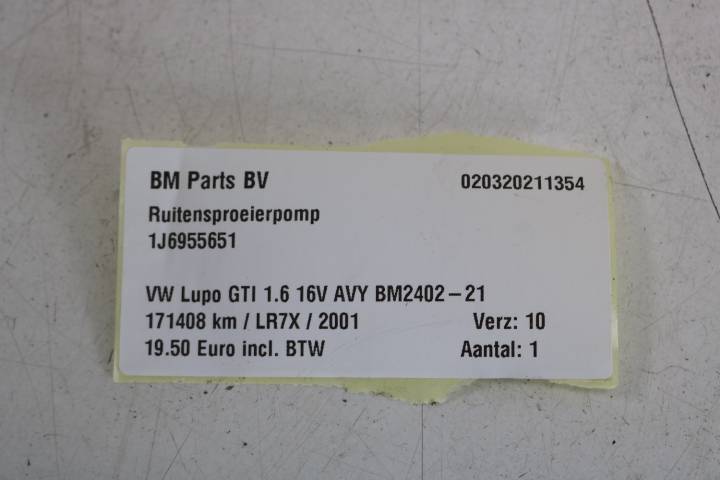 BM Parts BV 020320211354
Ruitensproeierpomp
1J6955651
VW Lupo GTI 1.6 16V AVY BM2402-21
171408 km / LR7X / 2001 Verz: 10
19.50 Euro incl. BTW Aantal: 1